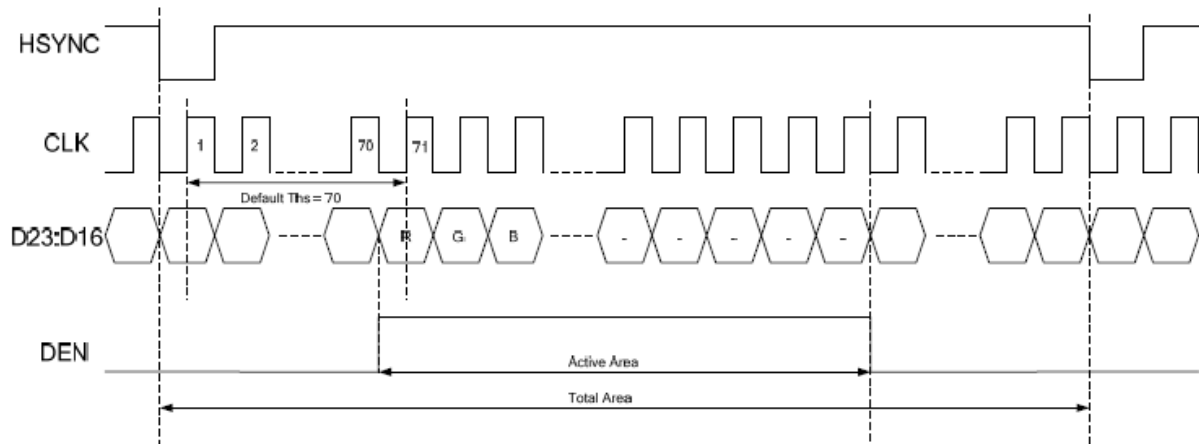 HSYNC
CLK
1 2 70 71
Default Ths = 70
D23:D16
R G B - - - - -
DEN
Active Area
Total Area